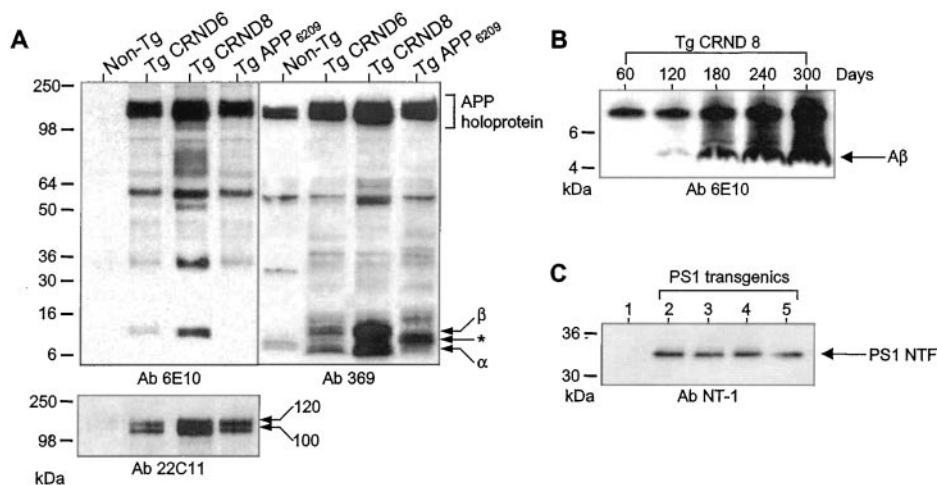 A
Non-Tg
Tg CRND6
Tg CRND8
Tg APP 6209
Non-Tg
Tg CRND6
Tg CRND8
Tg APP 6209
250
98
64
50
36
30
16
6
APP
holoprotein
β
*
α
Ab 6E10
Ab 369
250
98
kDa
120
100
Ab 22C11
B
Tg CRND 8
60 120 180 240 300 Days
6
4
kDa
Aβ
Ab 6E10
C
PS1 transgenics
1 2 3 4 5
36
30
kDa
PS1 NTF
Ab NT-1